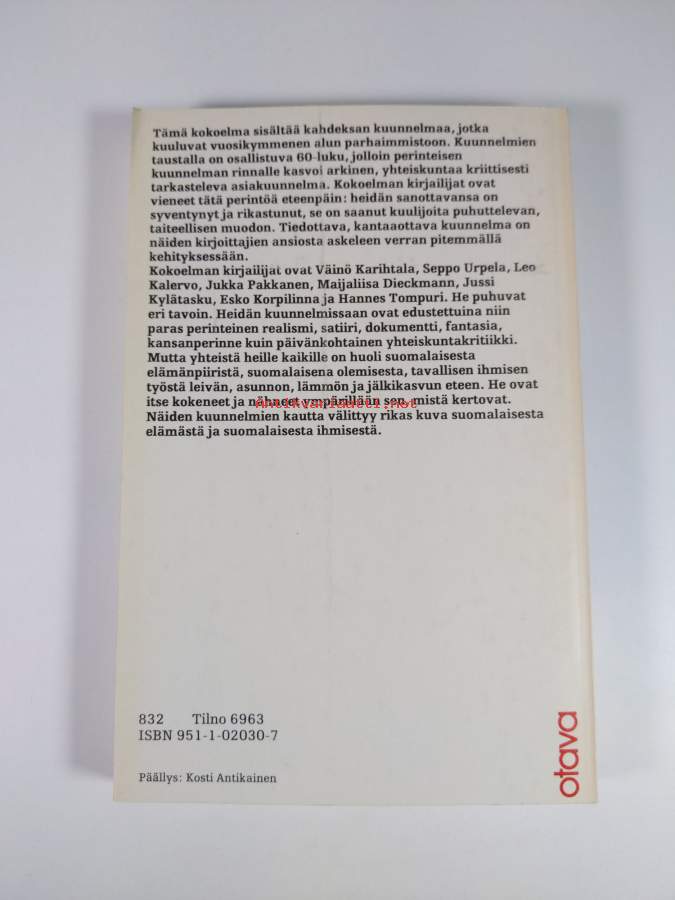 Tämä kokoelma sisältää kahdeksan kuunnelmaa, jotka
kuuluvat vuosikymmenen alun parhaimmistoon. Kuunnelmien
taustalla on osallistuva 60-luku, jolloin perinteisen
kuunnelman rinnalle kasvoi arkinen, yhteiskuntaa kriittisesti
tarkasteleva asiakuunnelma. Kokoelman kirjailijat ovat
vieneet tätä perintöä eteenpäin: heidän sanottavansa on
syventynyt ja rikastunut, se on saanut kuulijoita puhuttelevan,
taiteellisen muodon. Tiedottava, kantaaottava kuunnelma on
näiden kirjoittajien ansiosta askeleen verran pitemmällä
kehityksessään.
Kokoelman kirjailijat ovat Väinö Karihtala, Seppo Urpela, Leo
Kalervo, Jukka Pakkanen, Maijaliisa Dieckmann, Jussi
Kylätasku, Esko Korpilinna ja Hannes Tompuri. He puhuvat
eri tavoin. Heidän kuunnelmissaan ovat edustettuina niin
paras perinteinen realismi, satiiri, dokumentti, fantasia,
kansanperinne kuin päivänkohtainen yhteiskuntakritiikki.
Mutta yhteistä heille kaikille on huoli suomalaisesta
elämänpiiristä, suomalaisena olemisesta, tavallisen ihmisen
työstä leivän, asunnon, lämmön ja jälkikasvun eteen. He ovat
itse kokeneet ja nähneet ympärillään sen, mistä kertovat.
Antikvariaatti.net
Näiden kuunnelmien kautta välittyy rikas kuva suomalaisesta
elämästä ja suomalaisesta ihmisestä.
832 Tilno 6963
ISBN 951-1-02030-7
Päällys: Kosti Antikainen
otava